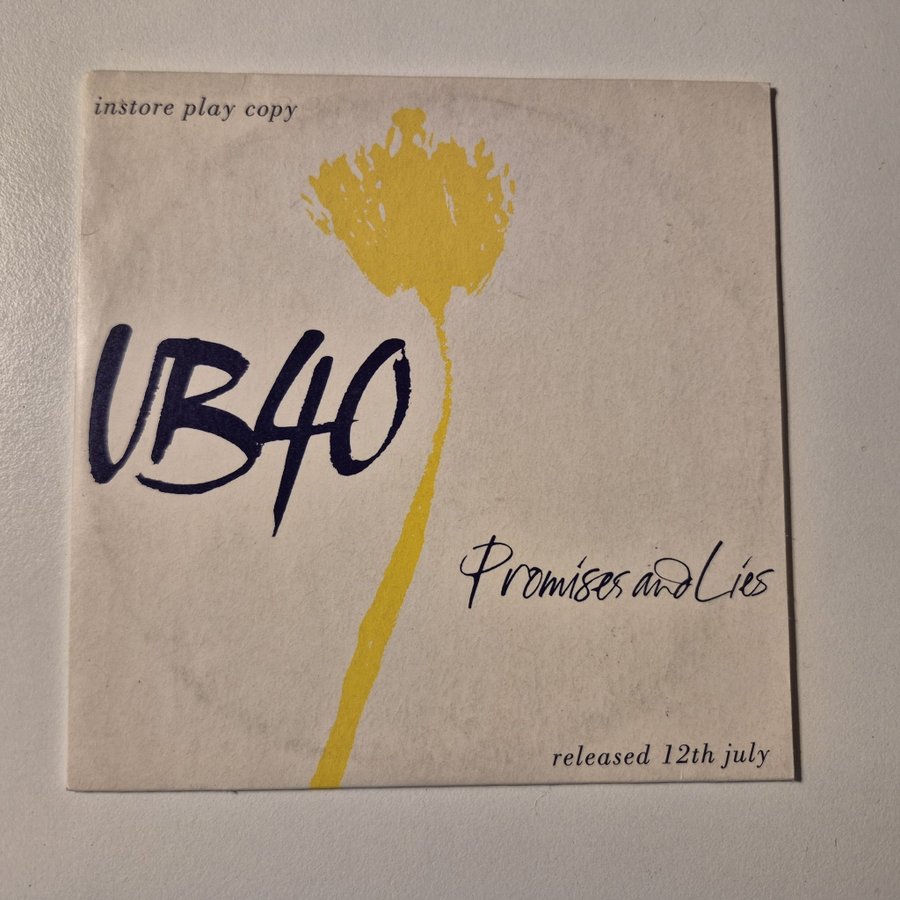 instore play copy
UB40
Promises and Lies
released 12th july